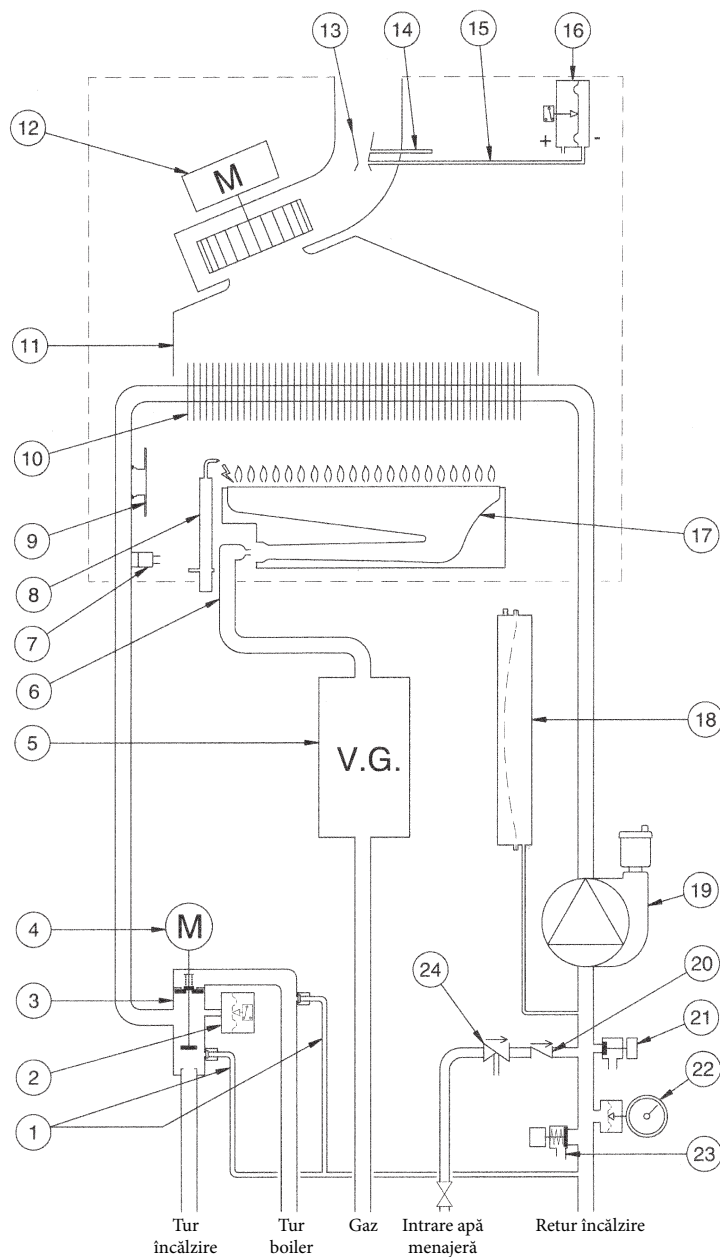 13
14
15
16
12
M
+ -
11
10
9
8
17
7
6
5
V.G.
18
4
M
19
3
24
20
2
21
1
22
23
Tur
încălzire
Tur
boiler
Gaz
Intrare apă
menajeră
Retur încălzire